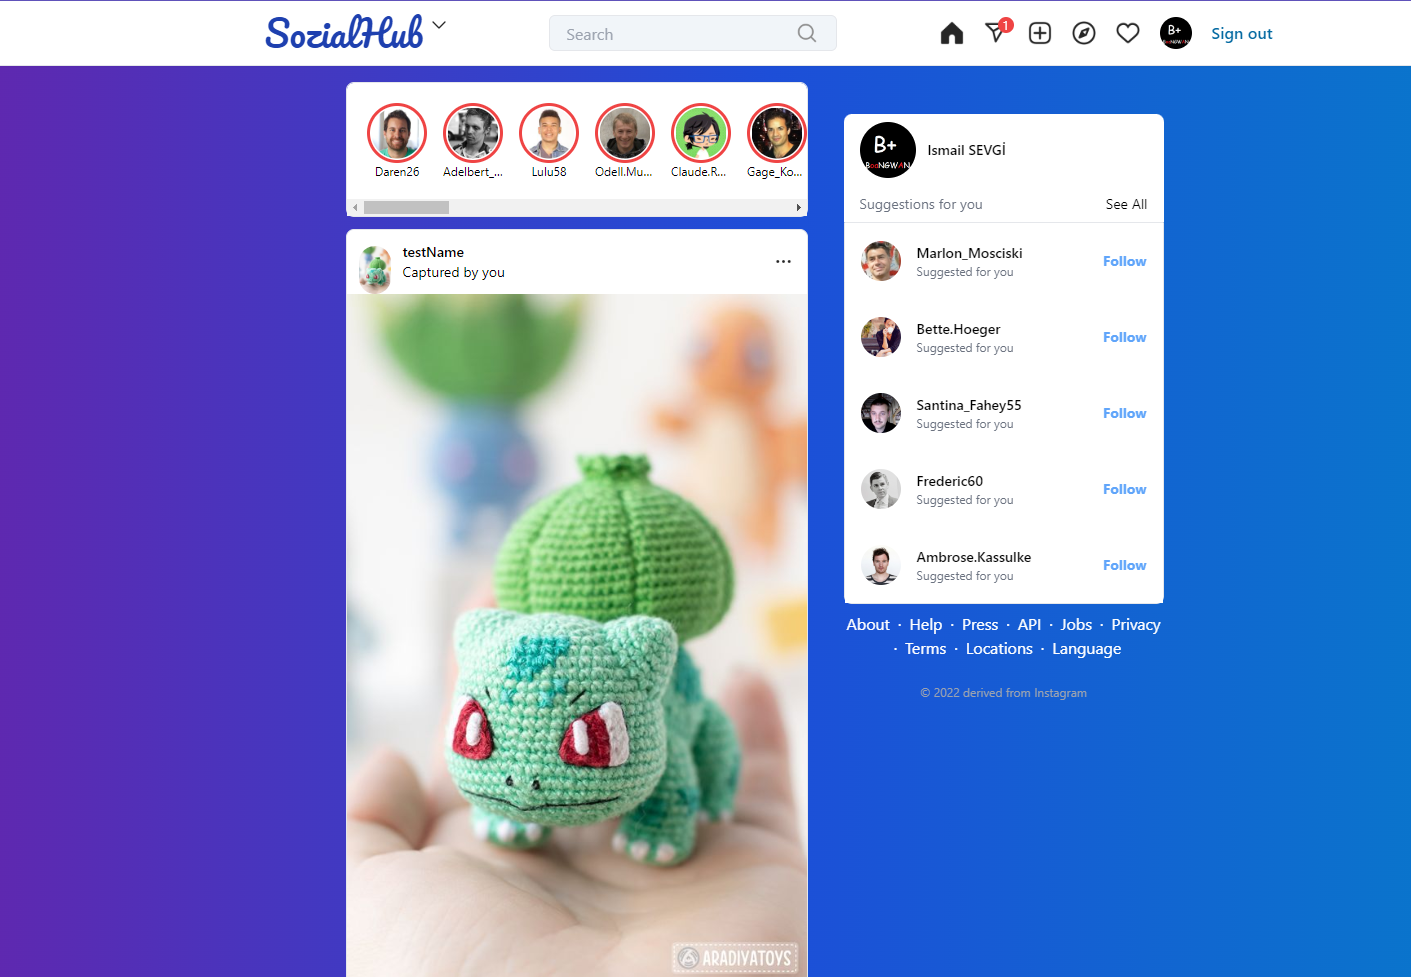 SozialHub
Search
1
B+
Sign out
Daren26
Adelbert_...
Lulu58
Odell.Mu...
Claude.R...
Gage_Ko...
B+
BooNGWAN
Ismail SEVGİ
Suggestions for you
See All
testName
Captured by you
Marlon_Mosciski
Suggested for you
Follow
Bette.Hoeger
Suggested for you
Follow
Santina_Fahey55
Suggested for you
Follow
Frederic60
Suggested for you
Follow
Ambrose.Kassulke
Suggested for you
Follow
About · Help · Press · API · Jobs · Privacy
· Terms · Locations · Language
© 2022 derived from Instagram
ARADIYATOYS